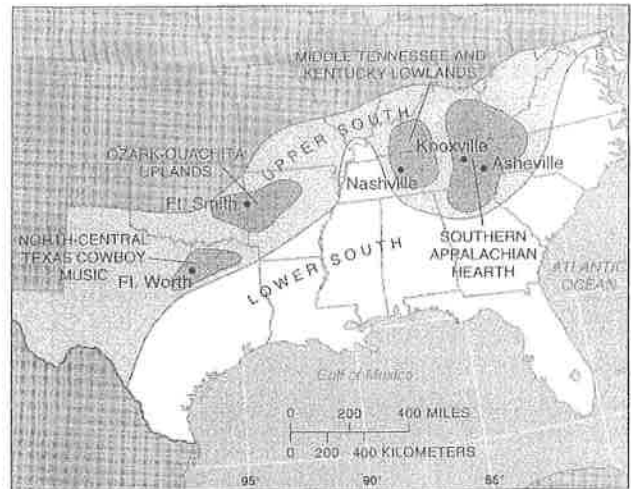 MIDDLE TENNESSEE AND
KENTUCKY LOWLANDS
UPPER SOUTH
OZARK-OUACHITA
UPLANDS
Knoxville
Asheville
Nashville
Ft. Smith
NORTH-CENTRAL
TEXAS COWBOY
MUSIC
Ft. Worth
LOWER SOUTH
SOUTHERN
APPALACHIAN
HEARTH
ATLANTIC
OCEAN
Gulf of Mexico
0 200 400 MILES
0 200 400 KILOMETERS
95° 90° 85°